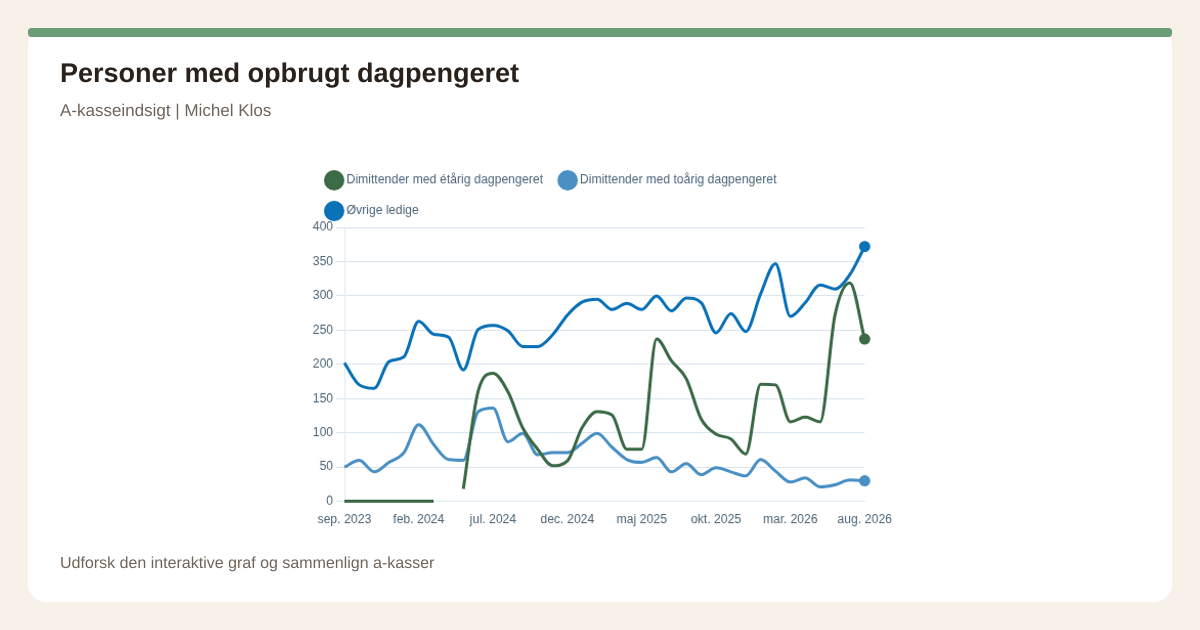 Personer med opbrugt dagpengeret
A-kasseindsigt | Michel Klos
Dimittender med étårig dagpengeret
Dimittender med toårig dagpengeret
Øvrige ledige
400
350
300
250
200
150
100
50
0
sep. 2023 feb. 2024 jul. 2024 dec. 2024 maj 2025 okt. 2025 mar. 2026 aug. 2026
Udforsk den interaktive graf og sammenlign a-kasser